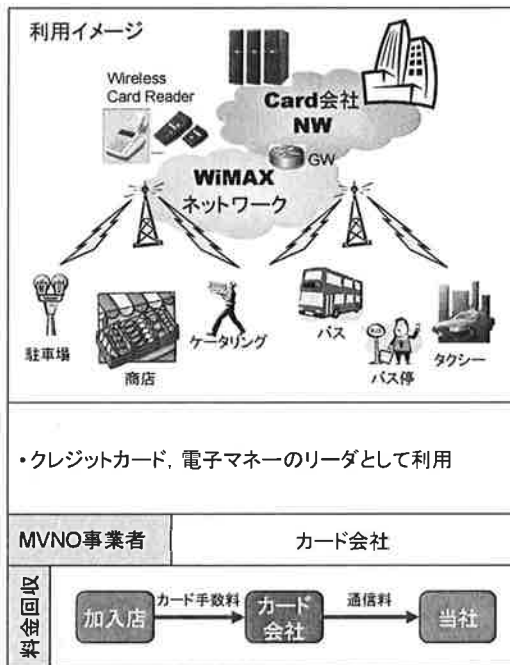 利用イメージ
Wireless
Card Reader
Card会社
NW
GW
WiMAX
ネットワーク
駐車場
商店
ケータリング
バス
バス停
タクシー
・クレジットカード，電子マネーのリーダとして利用
MVNO事業者
カード会社
料金回収
加入店
カード手数料
カード
会社
通信料
当社